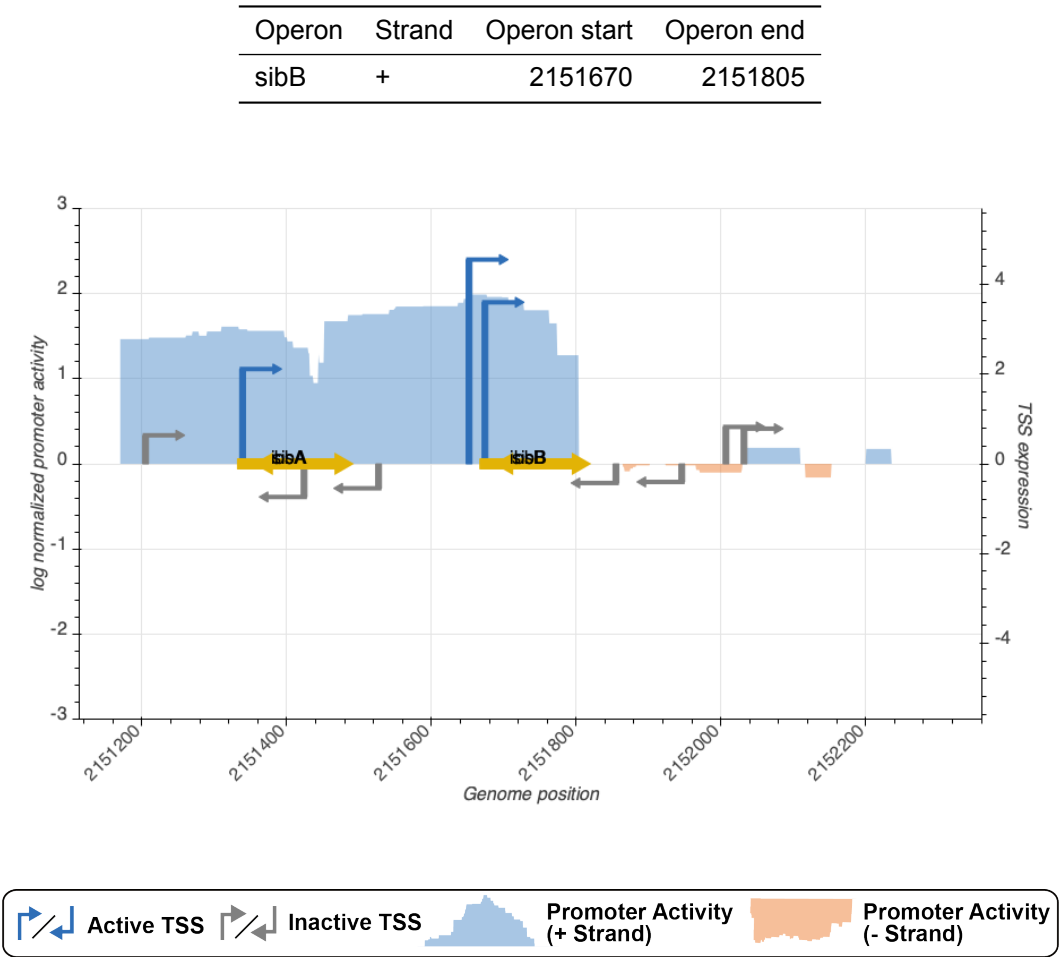 Operon Strand Operon start Operon end
sibB + 2151670 2151805
3
2
1
0
-1
-2
-3
log normalized promoter activity
4
2
0
-2
-4
TSS expression
sibA
sibB
2151200 2151400 2151600 2151800 2152000 2152200
Genome position
Active TSS
Inactive TSS
Promoter Activity
(+ Strand)
Promoter Activity
(- Strand)